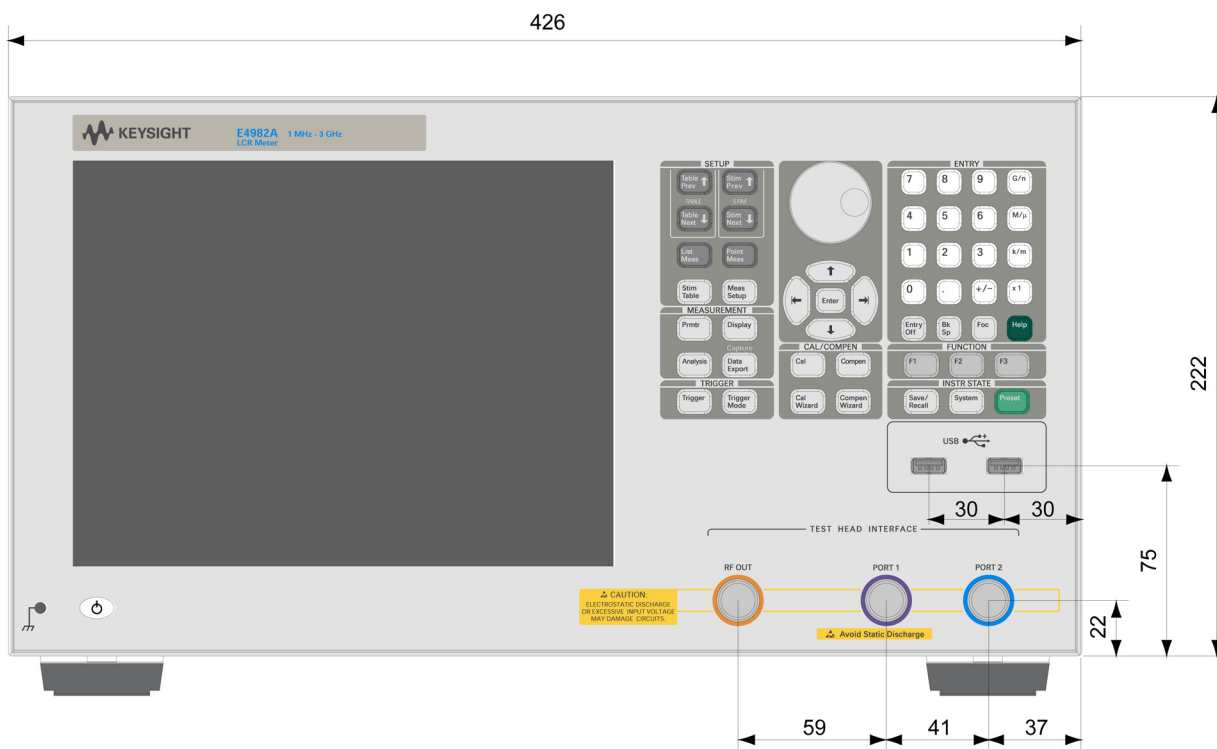 426
KEYSIGHT
E4982A 1 MHz - 3 GHz
LCR Meter
222
SETUP
Table
Prev
Stim
Prev
TABLE
STIM
Table
Next
Stim
Next
List
Meas
Point
Meas
Stim
Table
Meas
Setup
MEASUREMENT
Prmtr
Display
Capture
Analysis
Data
Export
TRIGGER
Trigger
Trigger
Mode
Enter
CAL/COMPEN
Cal
Compen
Cal
Wizard
Compen
Wizard
ENTRY
7 8 9 G/n
4 5 6 M/μ
1 2 3 k/m
0 . +/− x1
Entry
Off
Bk
Sp
Foc
Help
FUNCTION
F1 F2 F3
INSTR STATE
Save/
Recall
System
Preset
USB
30 30
75
TEST HEAD INTERFACE
RF OUT
PORT 1
PORT 2
CAUTION:
ELECTROSTATIC DISCHARGE
OR EXCESSIVE INPUT VOLTAGE
MAY DAMAGE CIRCUITS.
Avoid Static Discharge
22
59 41 37